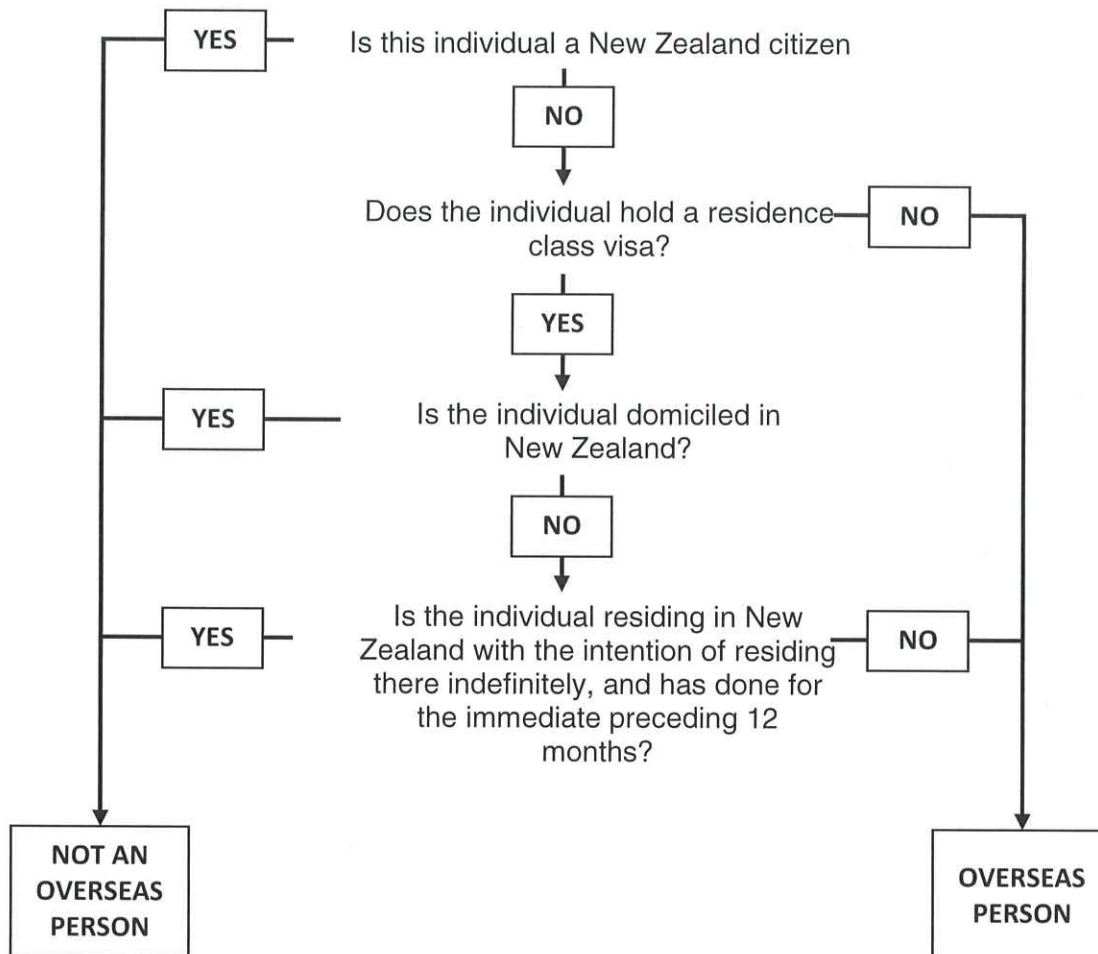 YES
Is this individual a New Zealand citizen
NO
Does the individual hold a residence
class visa?
NO
YES
YES
Is the individual domiciled in
New Zealand?
NO
YES
Is the individual residing in New
Zealand with the intention of residing
there indefinitely, and has done for
the immediate preceding 12
months?
NO
NOT AN
OVERSEAS
PERSON
OVERSEAS
PERSON